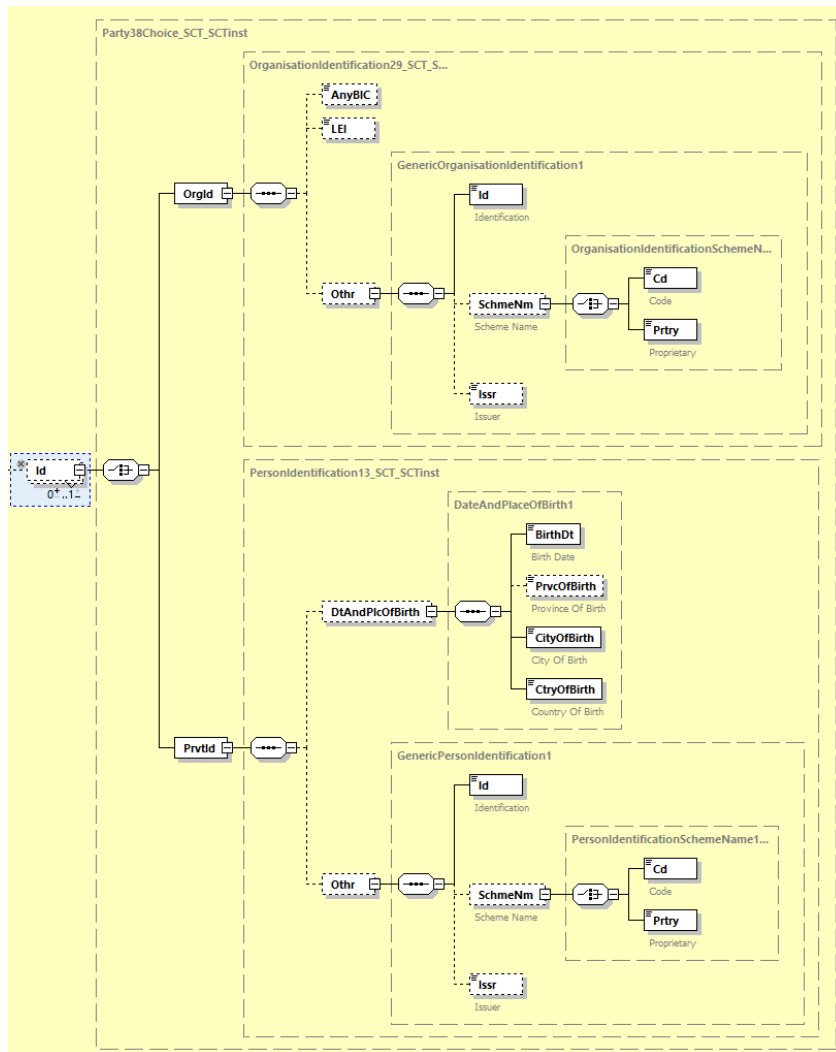 Party38Choice_SCT_SCTinst
OrganisationIdentification29_SCT_S...
AnyBIC
LEI
GenericOrganisationIdentification1
OrgId
Id
Identification
OrganisationIdentificationSchemeN...
Cd
Code
Othr
SchmeNm
Scheme Name
Prtry
Proprietary
Issr
Issuer
Id
0..1
PersonIdentification13_SCT_SCTinst
DateAndPlaceOfBirth1
BirthDt
Birth Date
PrvcOfBirth
Province Of Birth
DtAndPlcOfBirth
CityOfBirth
City Of Birth
CtryOfBirth
Country Of Birth
PrvtId
GenericPersonIdentification1
Id
Identification
PersonIdentificationSchemeName1...
Cd
Code
Othr
SchmeNm
Scheme Name
Prtry
Proprietary
Issr
Issuer